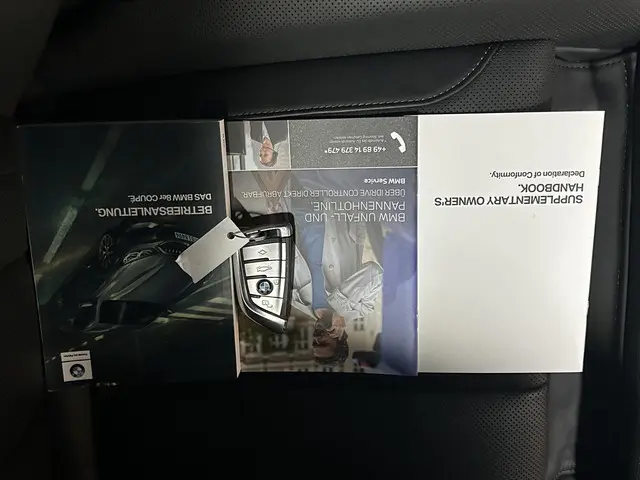 BETRIEBSANLEITUNG.
DAS BMW 8er COUPÉ.
+49 89 14 379 479*
BMW Service
BMW UNFALL- UND
PANNENHOTLINE.
ÜBER iDRIVE CONTROLLER DIREKT ABRUFBAR.
SUPPLEMENTARY OWNER'S
HANDBOOK.
Declaration of Conformity.